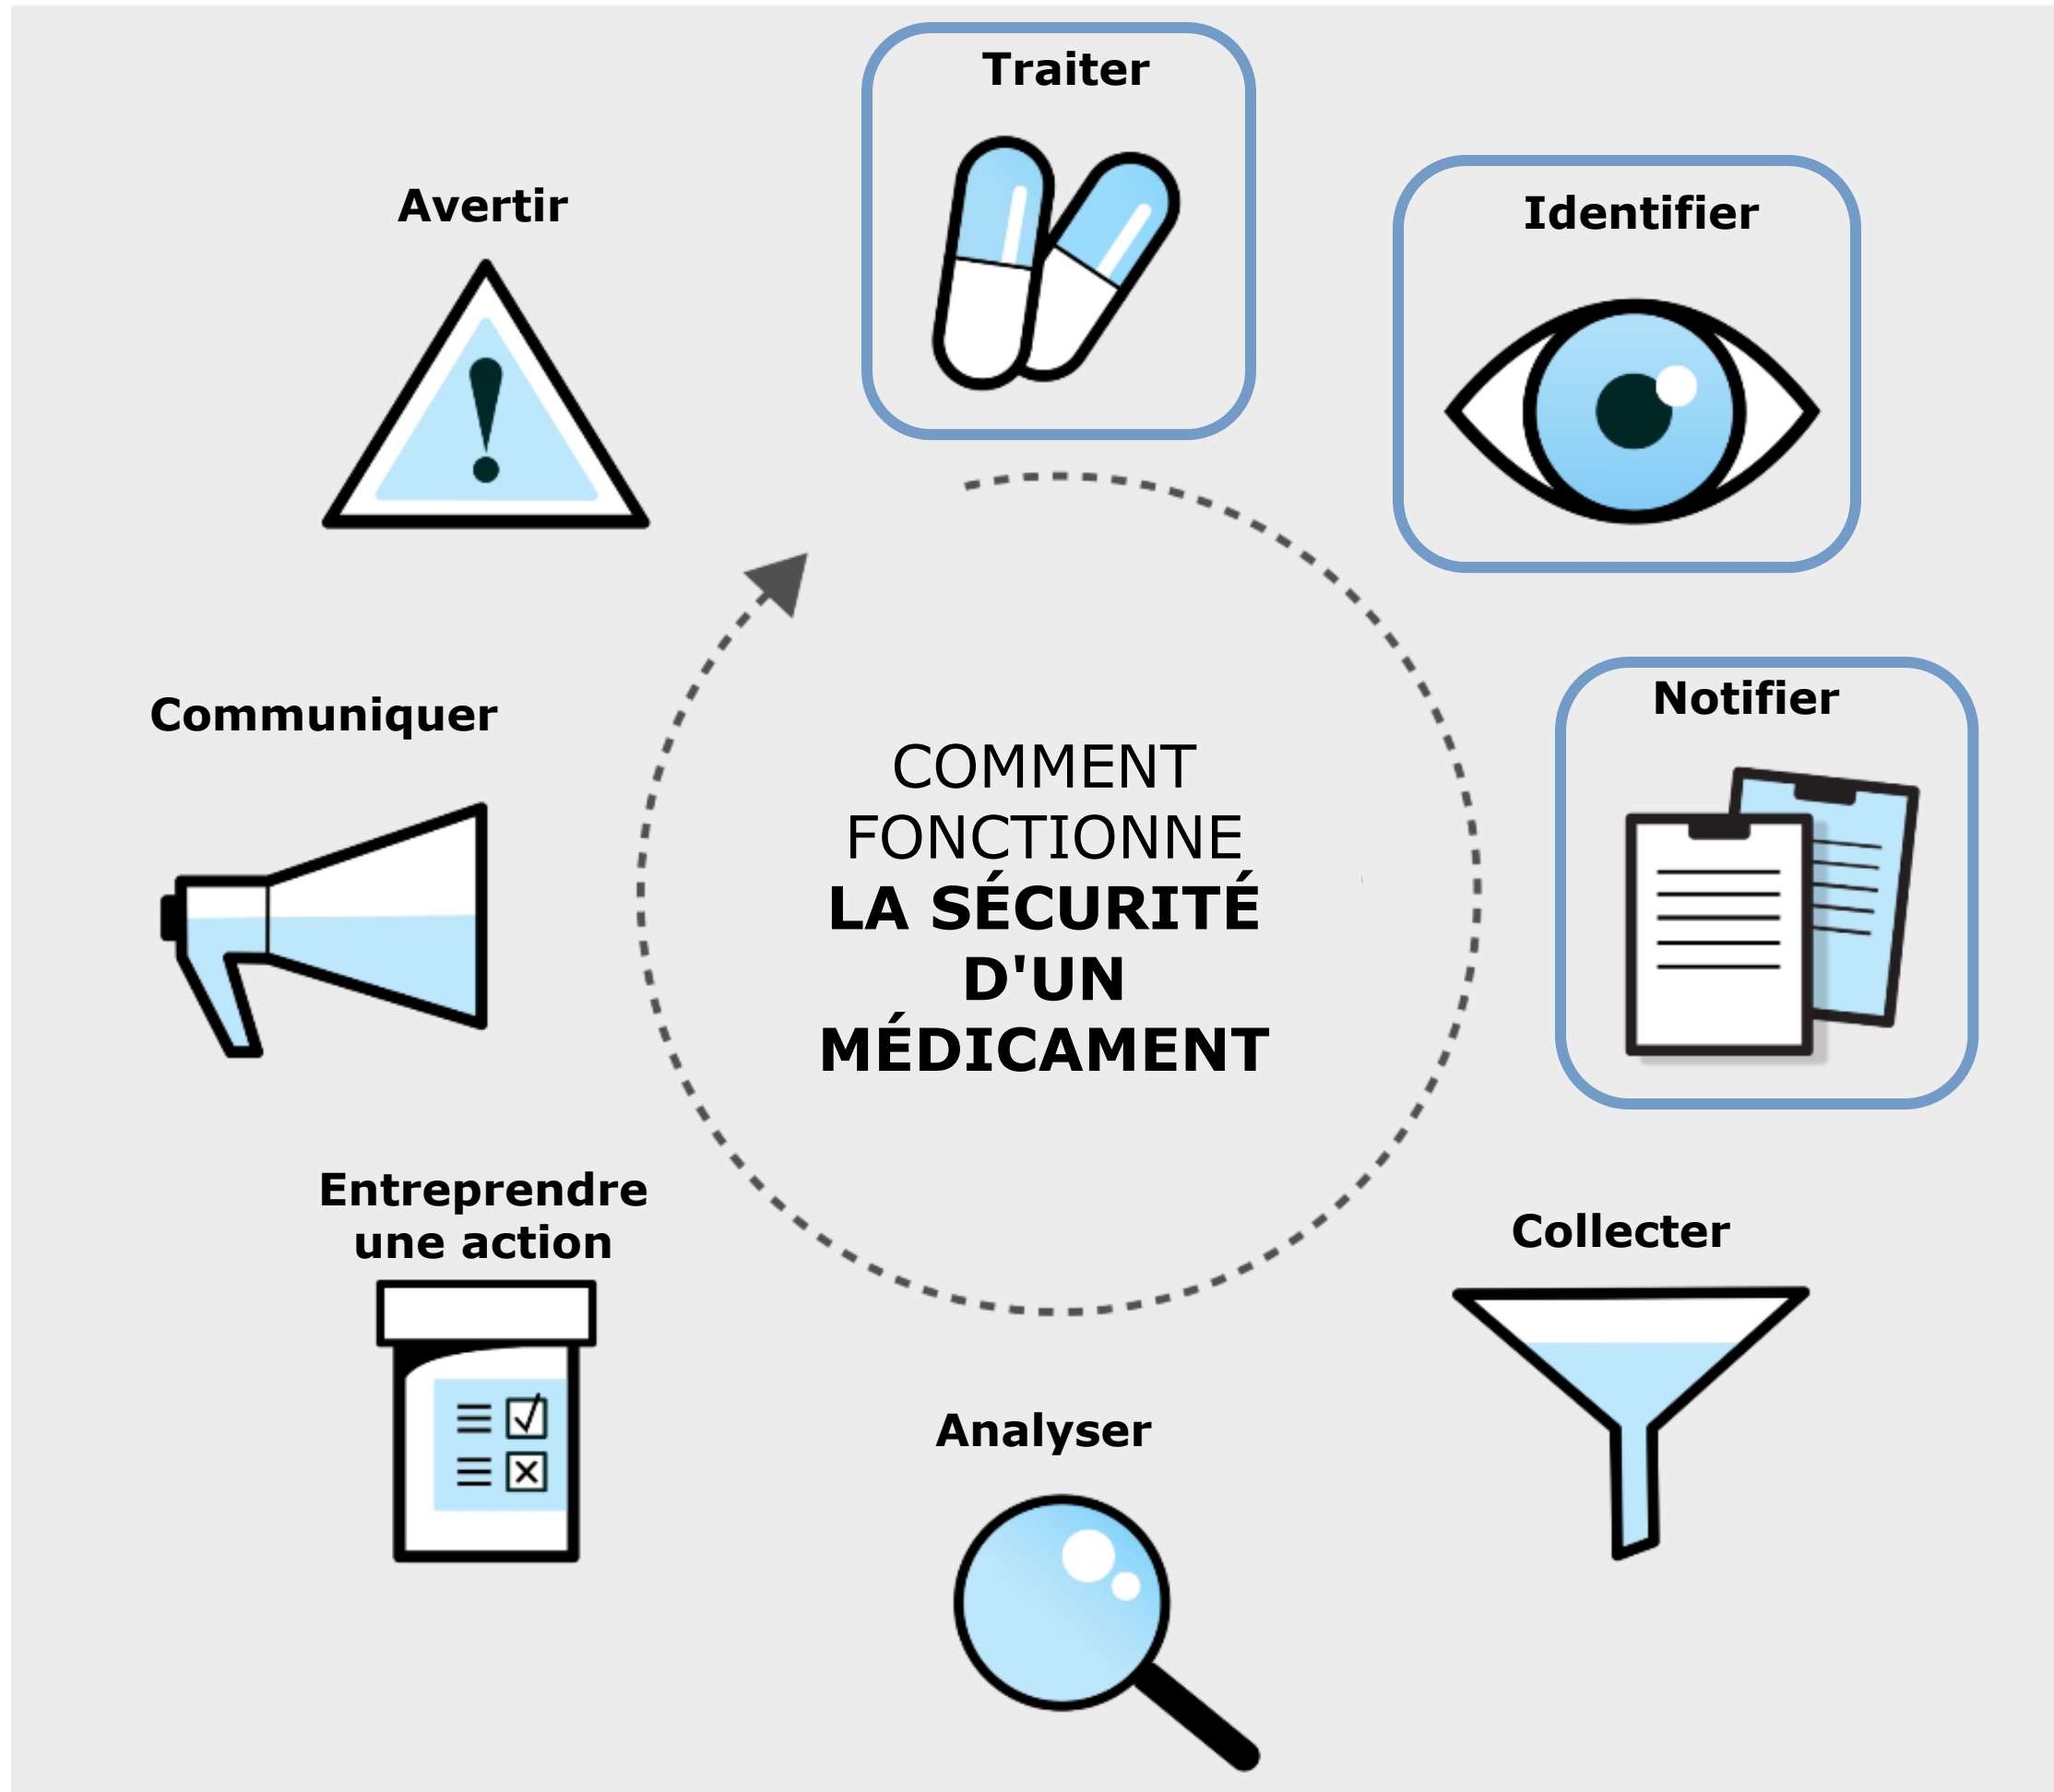 Traiter
Identifier
Notifier
Collecter
Analyser
Entreprendre
une action
Communiquer
Avertir
COMMENT
FONCTIONNE
LA SÉCURITÉ
D'UN
MÉDICAMENT